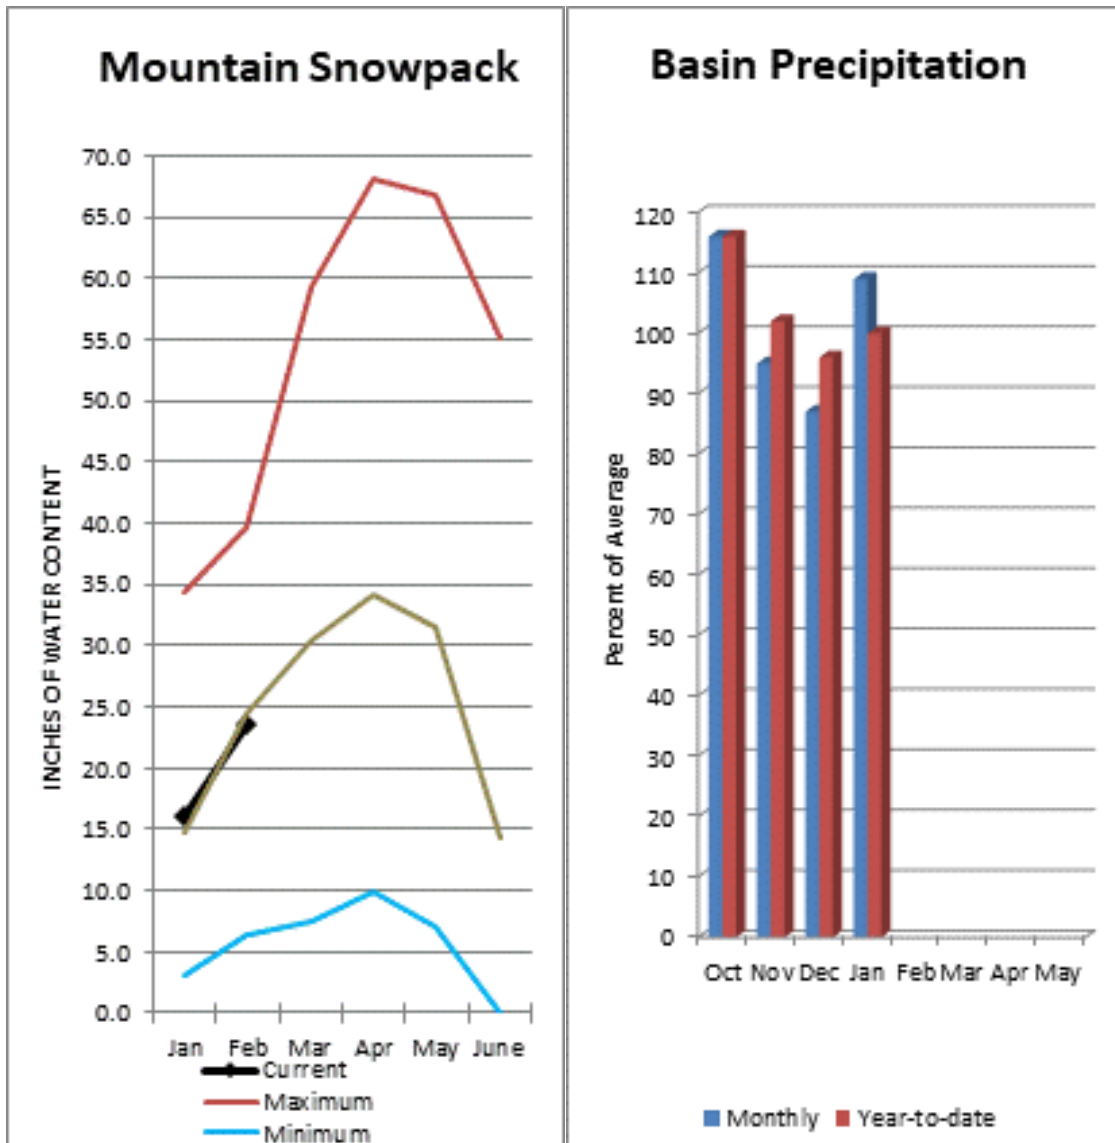 Mountain Snowpack
INCHES OF WATER CONTENT
70.0
65.0
60.0
55.0
50.0
45.0
40.0
35.0
30.0
25.0
20.0
15.0
10.0
5.0
0.0
Jan Feb Mar Apr May June
Current
Maximum
Minimum
Basin Precipitation
Percent of Average
120
110
100
90
80
70
60
50
40
30
20
10
0
Oct Nov Dec Jan Feb Mar Apr May
Monthly Year-to-date